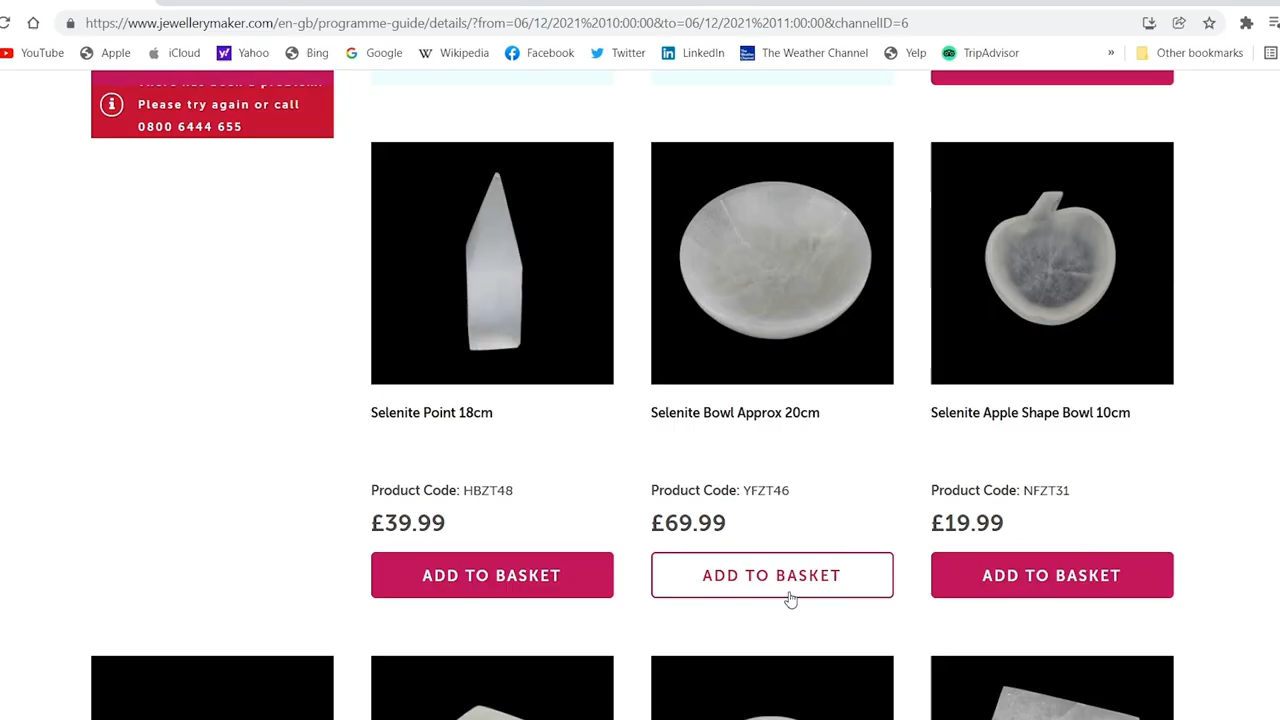 https://www.jewellerymaker.com/en-gb/programme-guide/details/?from=06/12/2021%2010:00:00&to=06/12/2021%2011:00:00&channelID=6
YouTube Apple iCloud Yahoo Bing Google Wikipedia Facebook Twitter LinkedIn The Weather Channel Yelp TripAdvisor » Other bookmarks
Please try again or call
0800 6444 655
Selenite Point 18cm
Product Code: HBZT48
£39.99
ADD TO BASKET
Selenite Bowl Approx 20cm
Product Code: YFZT46
£69.99
ADD TO BASKET
Selenite Apple Shape Bowl 10cm
Product Code: NFZT31
£19.99
ADD TO BASKET